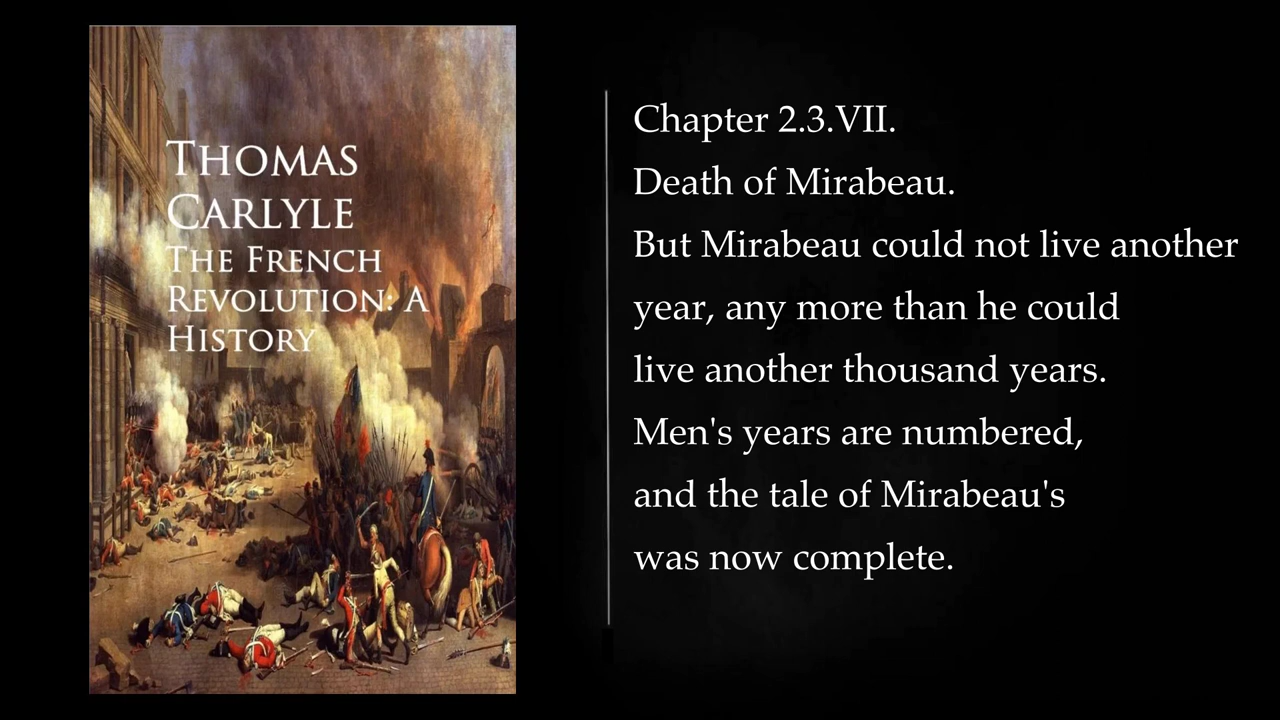 THOMAS
CARLYLE
THE FRENCH
REVOLUTION: A
HISTORY
Chapter 2.3.VII.
Death of Mirabeau.
But Mirabeau could not live another
year, any more than he could
live another thousand years.
Men's years are numbered,
and the tale of Mirabeau's
was now complete.